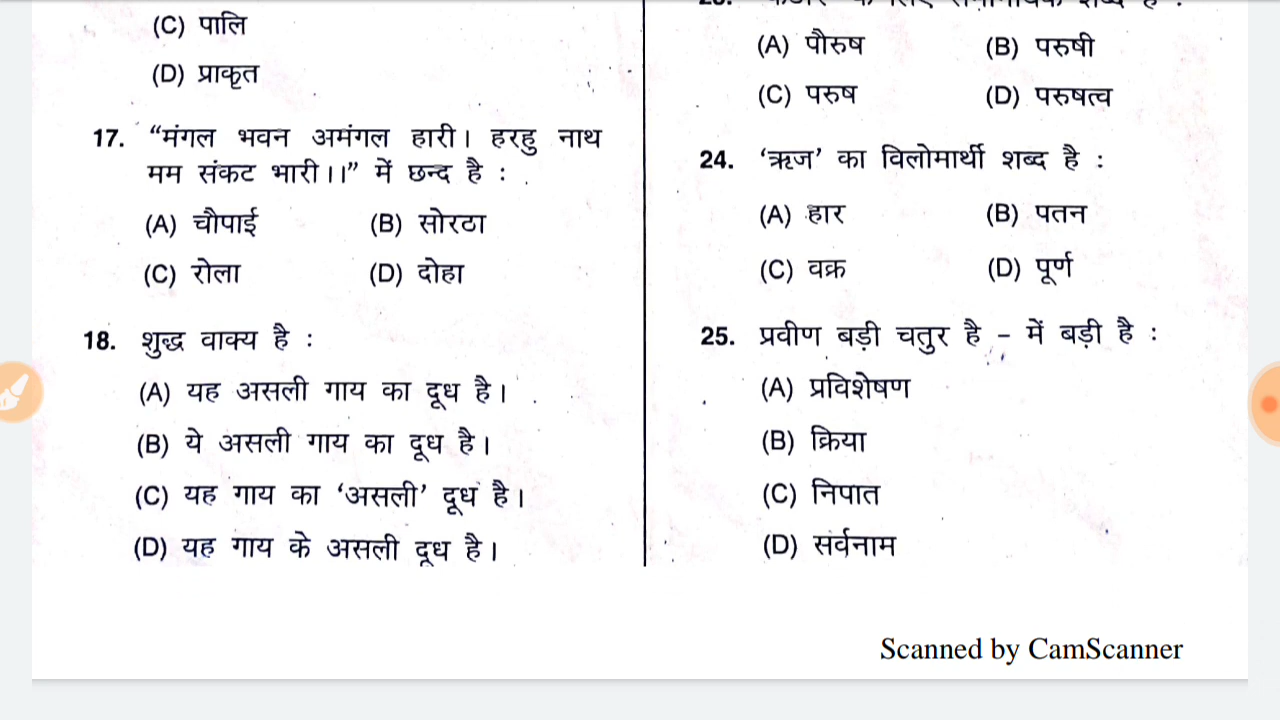 (C) पालि
(D) प्राकृत
17. “मंगल भवन अमंगल हारी। हरहु नाथ
मम संकट भारी।।” में छन्द है :
(A) चौपाई (B) सोरठा
(C) रोला (D) दोहा
18. शुद्ध वाक्य है :
(A) यह असली गाय का दूध है।
(B) ये असली गाय का दूध है।
(C) यह गाय का ‘असली’ दूध है।
(D) यह गाय के असली दूध है।
(A) पौरुष (B) परुषी
(C) परुष (D) परुषत्व
24. ‘ऋज’ का विलोमार्थी शब्द है :
(A) हार (B) पतन
(C) वक्र (D) पूर्ण
25. प्रवीण बड़ी चतुर है – में बड़ी है :
(A) प्रविशेषण
(B) क्रिया
(C) निपात
(D) सर्वनाम
Scanned by CamScanner